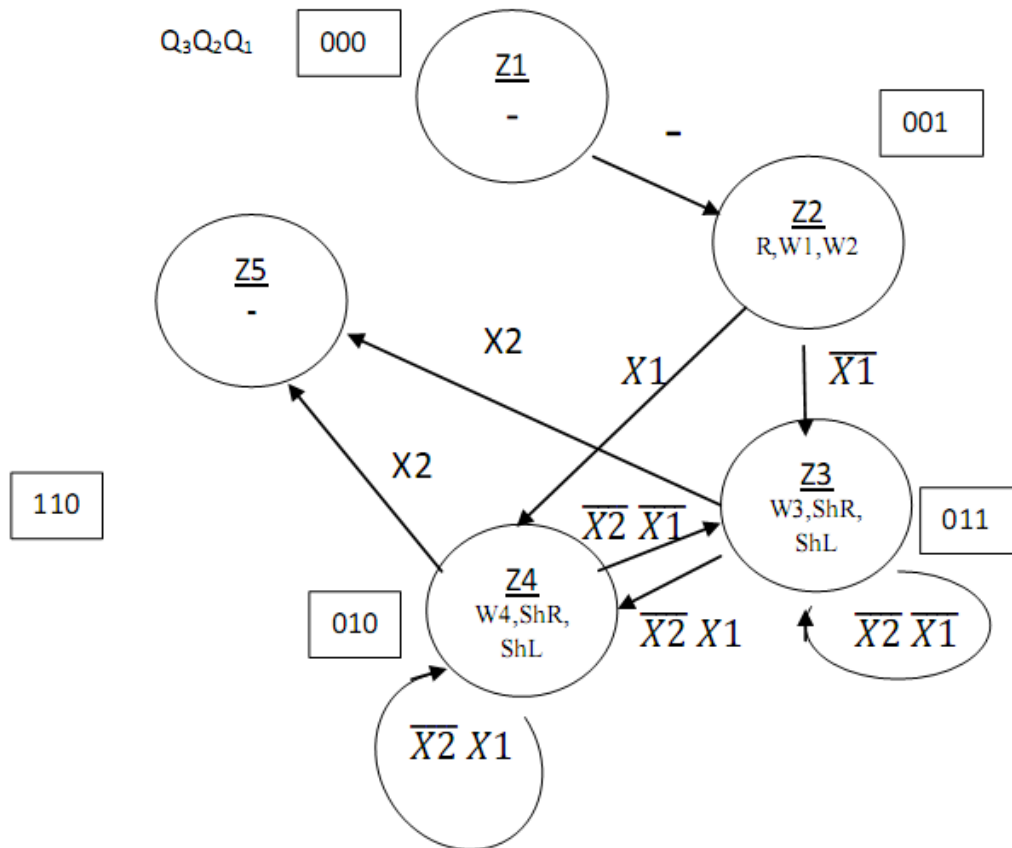 Q₃Q₂Q₁
000
Z1
-
-
001
Z2
R,W1,W2
Z5
-
X2
X1
X̅1̅
X2
110
Z3
W3,ShR,
ShL
011
X̅2̅ X̅1̅
Z4
W4,ShR,
ShL
010
X̅2̅ X1
X̅2̅ X̅1̅
X̅2̅ X1